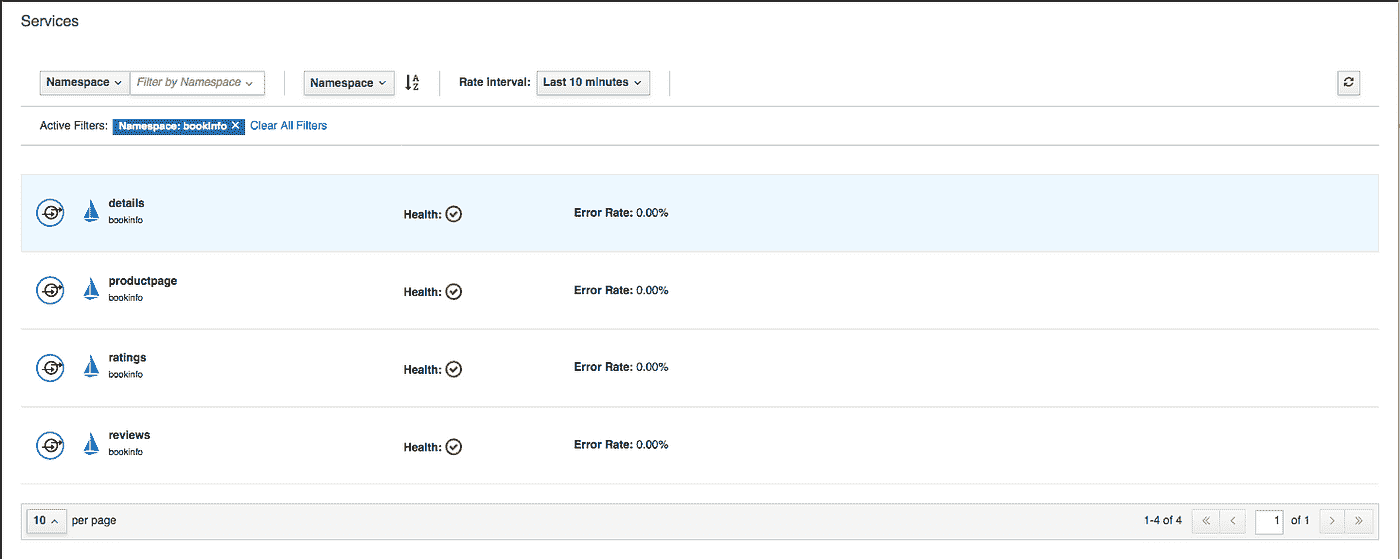 Services
Namespace Filter by Namespace Namespace A Z Rate Interval: Last 10 minutes
Active Filters: Namespace: bookinfo × Clear All Filters
details
bookinfo
Health:
Error Rate: 0.00%
productpage
bookinfo
Health:
Error Rate: 0.00%
ratings
bookinfo
Health:
Error Rate: 0.00%
reviews
bookinfo
Health:
Error Rate: 0.00%
10 per page 1-4 of 4 « < 1 of 1 > »